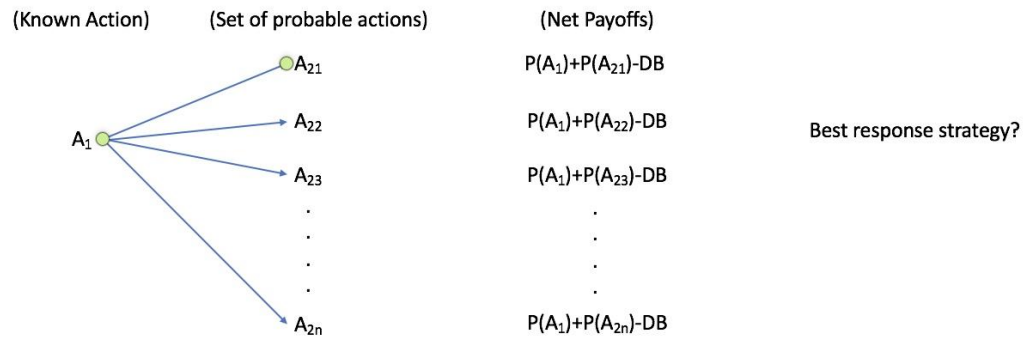 (Known Action) (Set of probable actions) (Net Payoffs)
A₂₁ P(A₁)+P(A₂₁)-DB
A₂₂ P(A₁)+P(A₂₂)-DB
A₁ Best response strategy?
A₂₃ P(A₁)+P(A₂₃)-DB
. .
. .
. .
. .
A₂ₙ P(A₁)+P(A₂ₙ)-DB